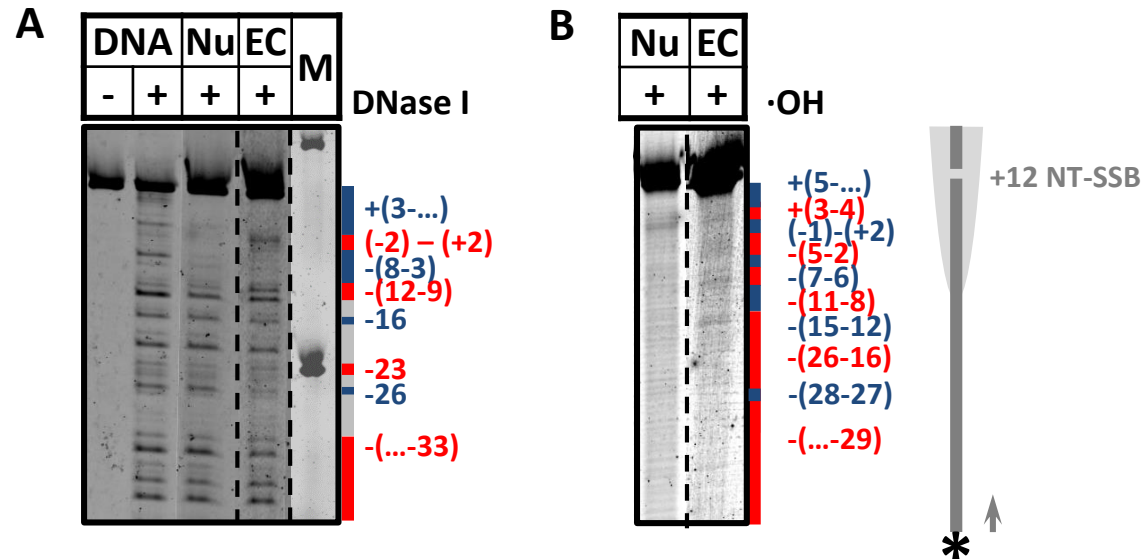 A
DNA Nu EC M
- + + + DNase I
+(3-...)
(-2) – (+2)
-(8-3)
-(12-9)
-16
-23
-26
-(...-33)
B
Nu EC
+ + ·OH
+(5-...)
+(3-4)
(-1)-(+2)
-(5-2)
-(7-6)
-(11-8)
-(15-12)
-(26-16)
-(28-27)
-(...-29)
+12 NT-SSB
*